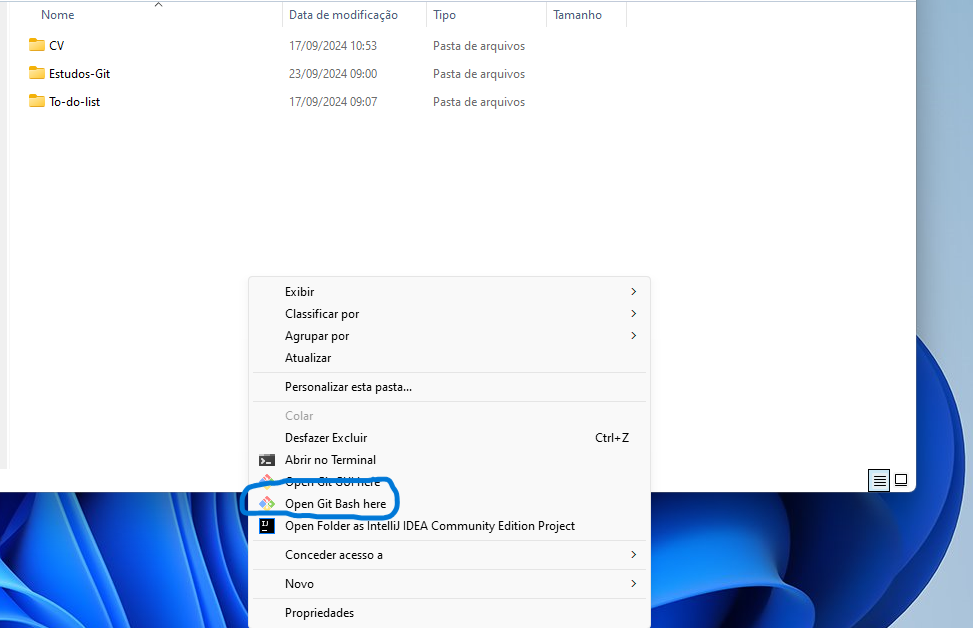 Nome Data de modificação Tipo Tamanho
CV 17/09/2024 10:53 Pasta de arquivos
Estudos-Git 23/09/2024 09:00 Pasta de arquivos
To-do-list 17/09/2024 09:07 Pasta de arquivos
Exibir
Classificar por
Agrupar por
Atualizar
Personalizar esta pasta...
Colar
Desfazer Excluir Ctrl+Z
Abrir no Terminal
Open Git GUI here
Open Git Bash here
IJ Open Folder as IntelliJ IDEA Community Edition Project
Conceder acesso a
Novo
Propriedades